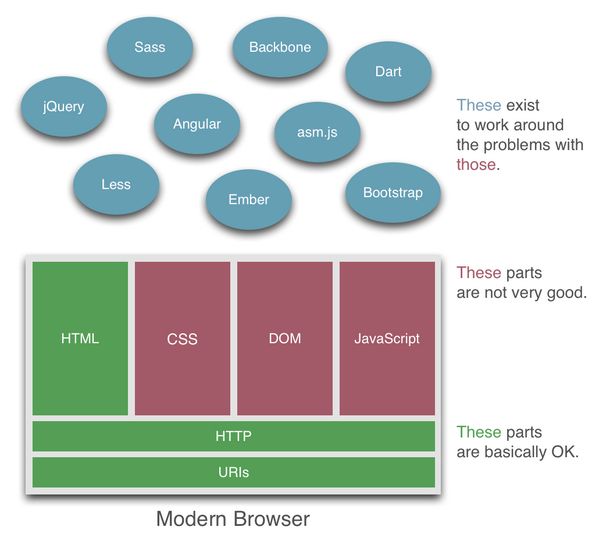 Sass
Backbone
Dart
jQuery
Angular
asm.js
Less
Ember
Bootstrap
These exist
to work around
the problems with
those.
These parts
are not very good.
HTML
CSS
DOM
JavaScript
HTTP
URIs
These parts
are basically OK.
Modern Browser